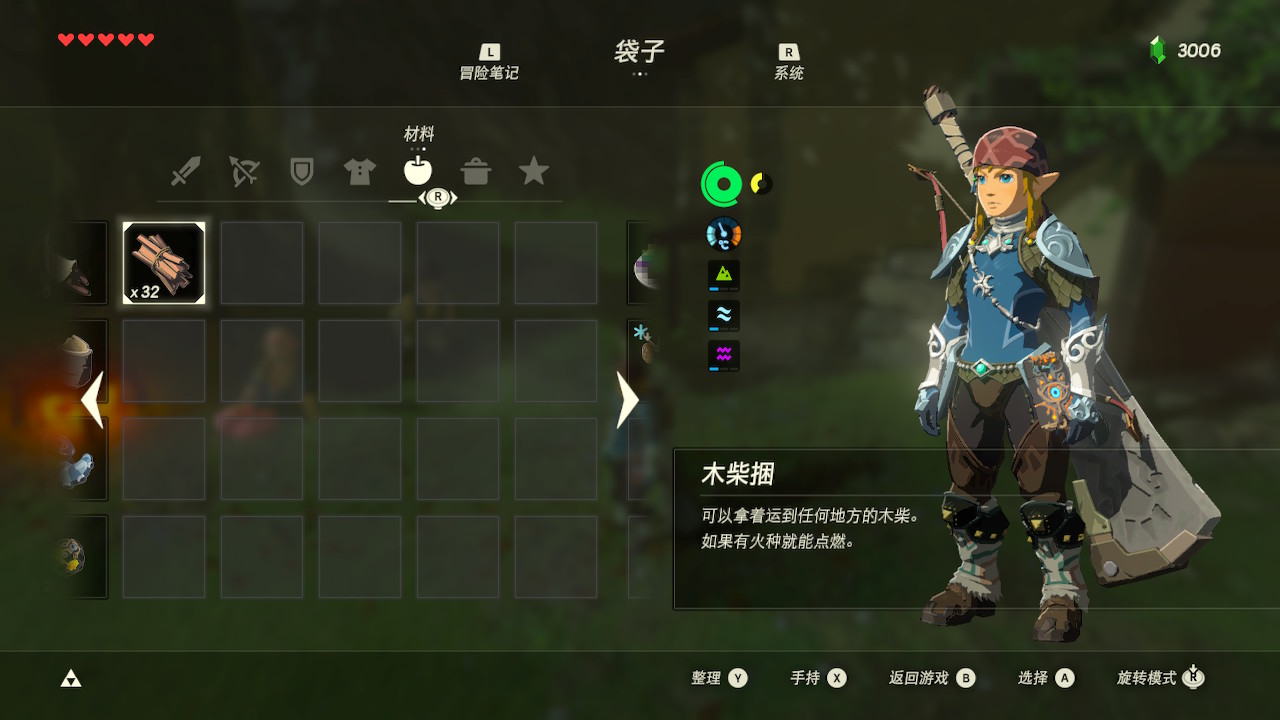 L
冒险笔记
袋子
R
系统
3006
材料
R
×32
℃
木柴捆
可以拿着运到任何地方的木柴。
如果有火种就能点燃。
整理 Y
手持 X
返回游戏 B
选择 A
旋转模式 R